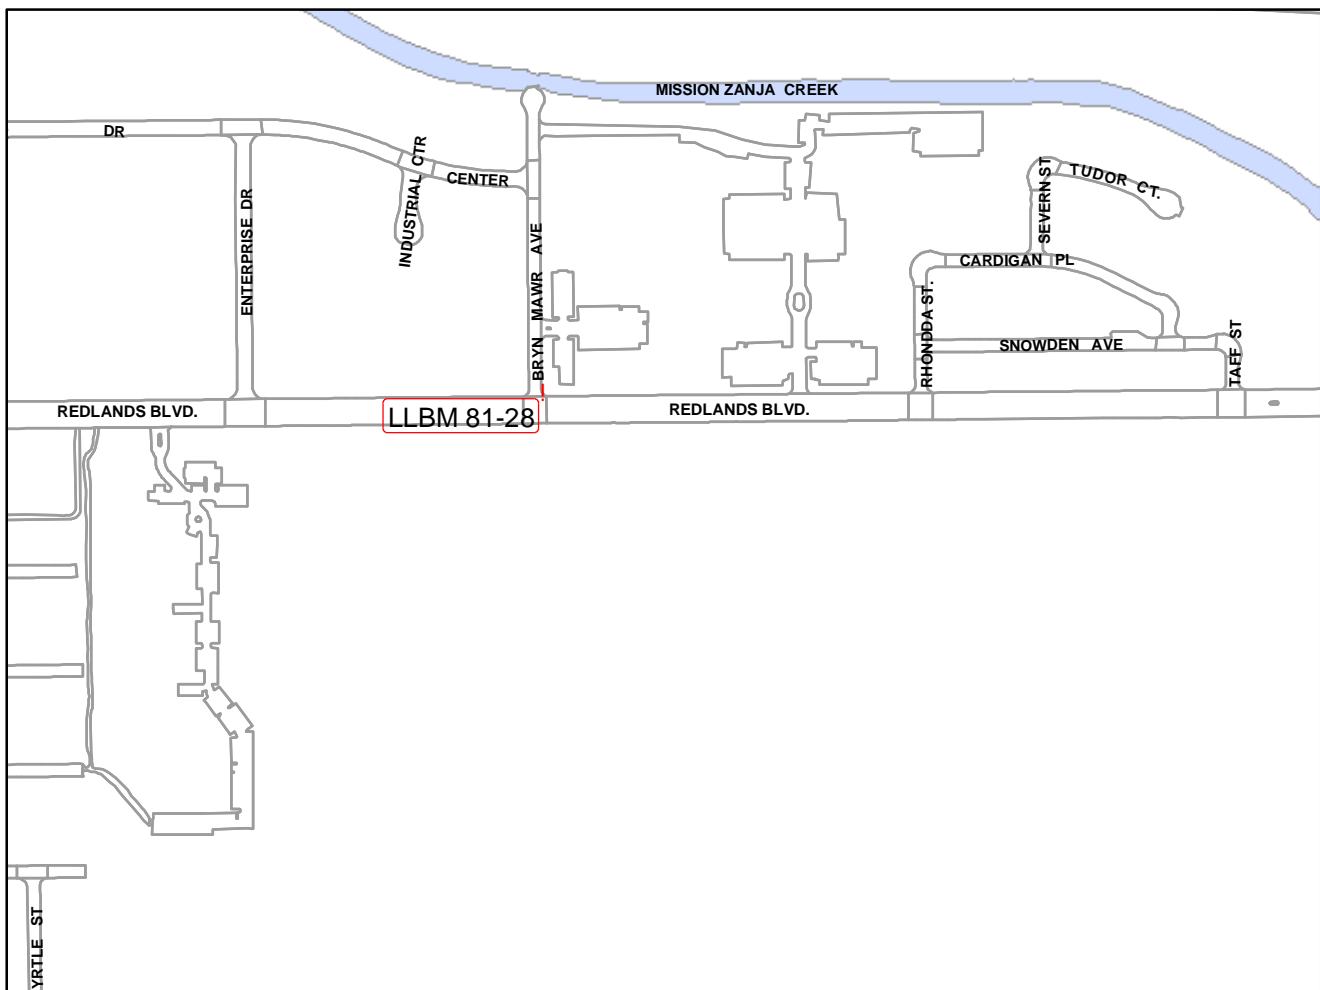 MISSION ZANJA CREEK
DR
INDUSTRIAL CTR
CENTER
ENTERPRISE DR
BRYN MAWR AVE
SEVERN ST
TUDOR CT.
CARDIGAN PL
RHONDDA ST.
SNOWDEN AVE
TAFF ST
REDLANDS BLVD.
LLBM 81-28
REDLANDS BLVD.
YRTLE ST